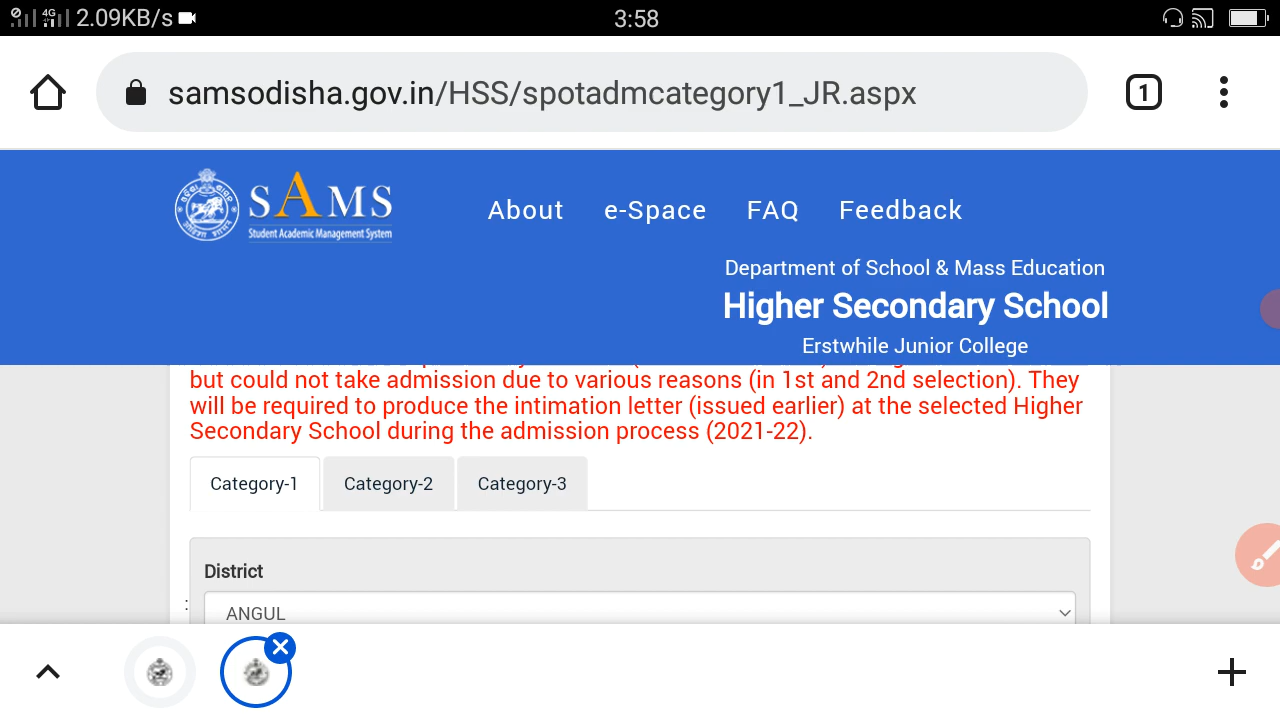 4G 2.09KB/s 3:58
samsodisha.gov.in/HSS/spotadmcategory1_JR.aspx 1
SAMS
Student Academic Management System
About e-Space FAQ Feedback
Department of School & Mass Education
Higher Secondary School
Erstwhile Junior College
but could not take admission due to various reasons (in 1st and 2nd selection). They
will be required to produce the intimation letter (issued earlier) at the selected Higher
Secondary School during the admission process (2021-22).
Category-1 Category-2 Category-3
District
:
ANGUL